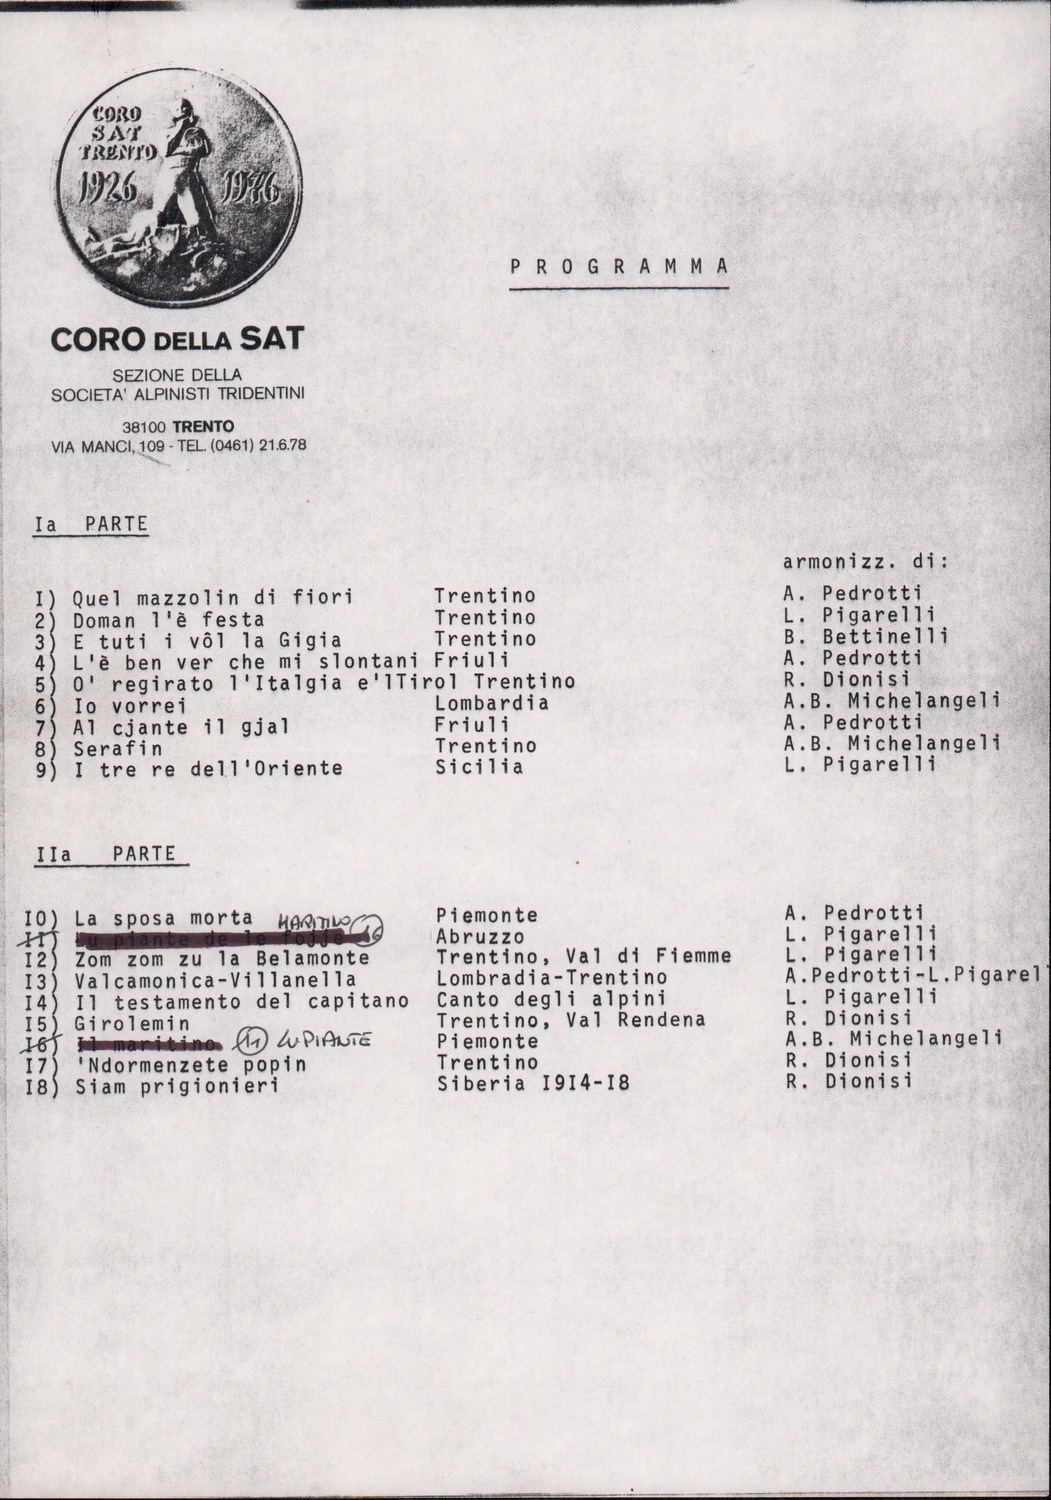 CORO
SAT
TRENTO
1926 1976
PROGRAMMA
CORO DELLA SAT
SEZIONE DELLA
SOCIETA' ALPINISTI TRIDENTINI
38100 TRENTO
VIA MANCI, 109 - TEL. (0461) 21.6.78
Ia PARTE
armonizz. di:
I) Quel mazzolin di fiori Trentino A. Pedrotti
2) Doman l'è festa Trentino L. Pigarelli
3) E tuti i vôl la Gigia Trentino B. Bettinelli
4) L'è ben ver che mi slontani Friuli A. Pedrotti
5) O' regirato l'Italgia e'lTirol Trentino R. Dionisi
6) Io vorrei Lombardia A.B. Michelangeli
7) Al cjante il gjal Friuli A. Pedrotti
8) Serafin Trentino A.B. Michelangeli
9) I tre re dell'Oriente Sicilia L. Pigarelli
IIa PARTE
I0) La sposa morta Piemonte A. Pedrotti
MARITINO 16
II) Lu piante de le fojje Abruzzo L. Pigarelli
I2) Zom zom zu la Belamonte Trentino, Val di Fiemme L. Pigarelli
I3) Valcamonica-Villanella Lombradia-Trentino A.Pedrotti-L.Pigarel
I4) Il testamento del capitano Canto degli alpini L. Pigarelli
I5) Girolemin Trentino, Val Rendena R. Dionisi
I6) Il maritino 11 LU PIANTE Piemonte A.B. Michelangeli
I7) 'Ndormenzete popin Trentino R. Dionisi
I8) Siam prigionieri Siberia I9I4-I8 R. Dionisi